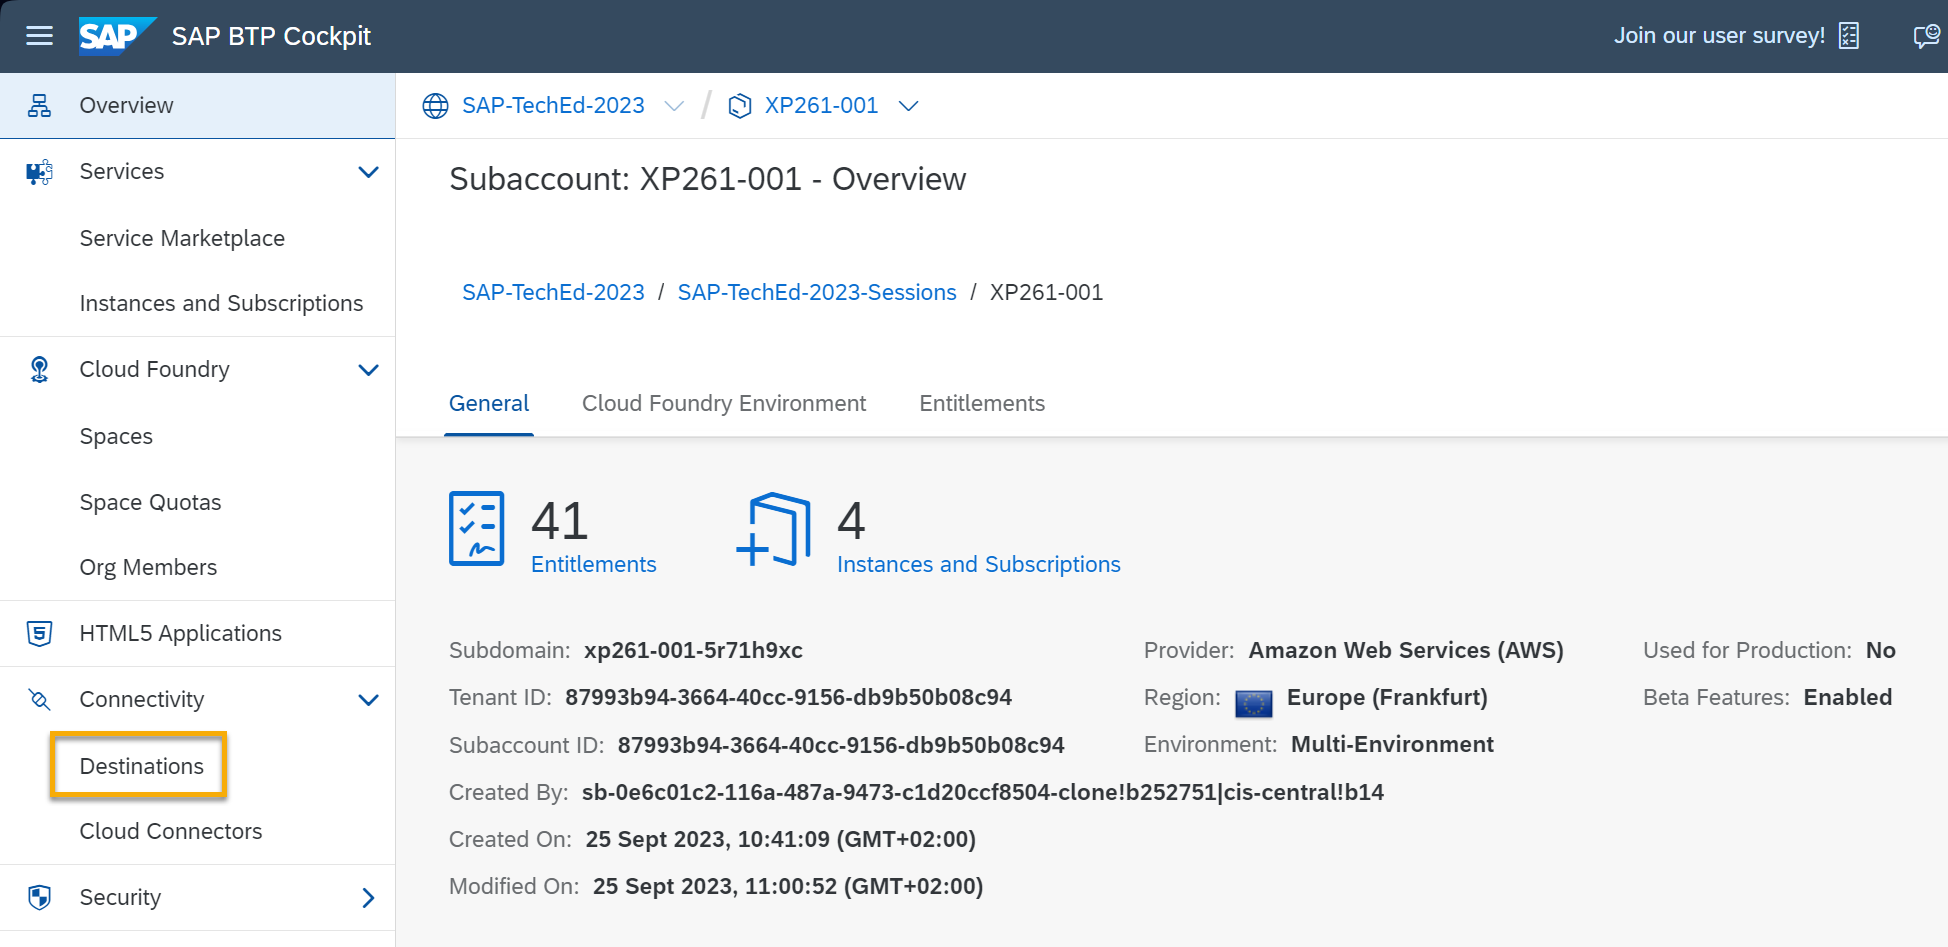 SAP SAP BTP Cockpit
Join our user survey!
Overview
Services
Service Marketplace
Instances and Subscriptions
Cloud Foundry
Spaces
Space Quotas
Org Members
HTML5 Applications
Connectivity
Destinations
Cloud Connectors
Security
SAP-TechEd-2023 / XP261-001
Subaccount: XP261-001 - Overview
SAP-TechEd-2023 / SAP-TechEd-2023-Sessions / XP261-001
General Cloud Foundry Environment Entitlements
41
Entitlements
4
Instances and Subscriptions
Subdomain: xp261-001-5r71h9xc
Tenant ID: 87993b94-3664-40cc-9156-db9b50b08c94
Subaccount ID: 87993b94-3664-40cc-9156-db9b50b08c94
Created By: sb-0e6c01c2-116a-487a-9473-c1d20ccf8504-clone!b252751|cis-central!b14
Created On: 25 Sept 2023, 10:41:09 (GMT+02:00)
Modified On: 25 Sept 2023, 11:00:52 (GMT+02:00)
Provider: Amazon Web Services (AWS)
Region: Europe (Frankfurt)
Environment: Multi-Environment
Used for Production: No
Beta Features: Enabled